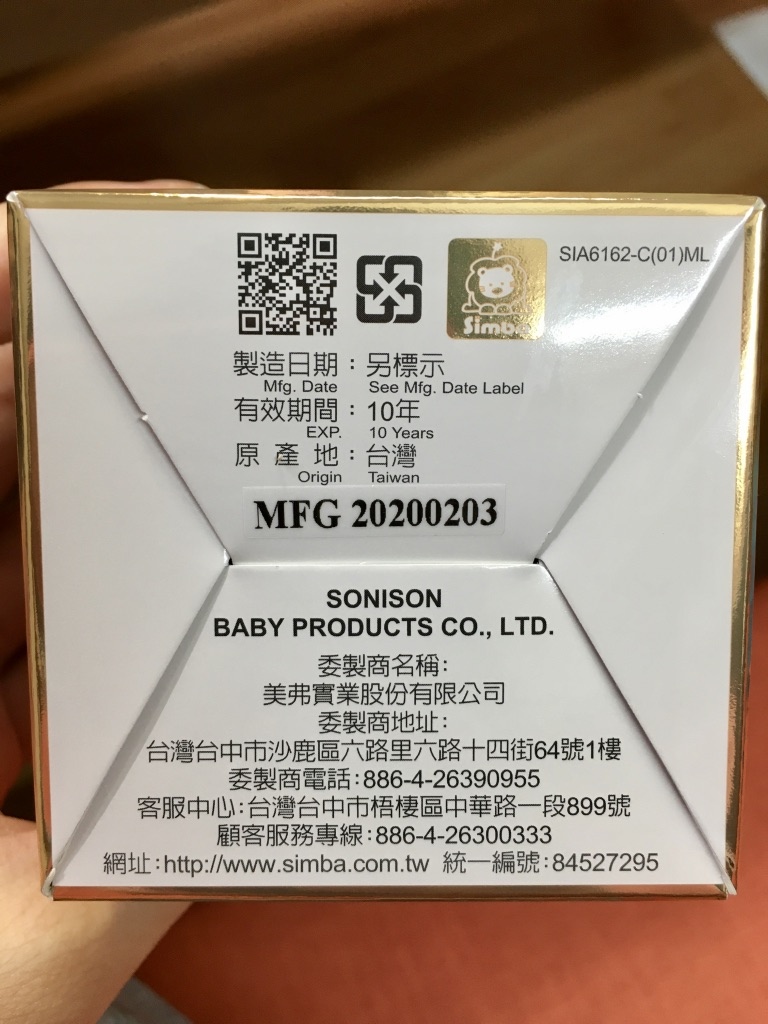 SIA6162-C(01)ML
Simba
製造日期：另標示
Mfg. Date See Mfg. Date Label
有效期間：10年
EXP. 10 Years
原產地：台灣
Origin Taiwan
MFG 20200203
SONISON
BABY PRODUCTS CO., LTD.
委製商名稱：
美弗實業股份有限公司
委製商地址：
台灣台中市沙鹿區六路里六路十四街64號1樓
委製商電話：886-4-26390955
客服中心：台灣台中市梧棲區中華路一段899號
顧客服務專線：886-4-26300333
網址：http://www.simba.com.tw 統一編號：84527295